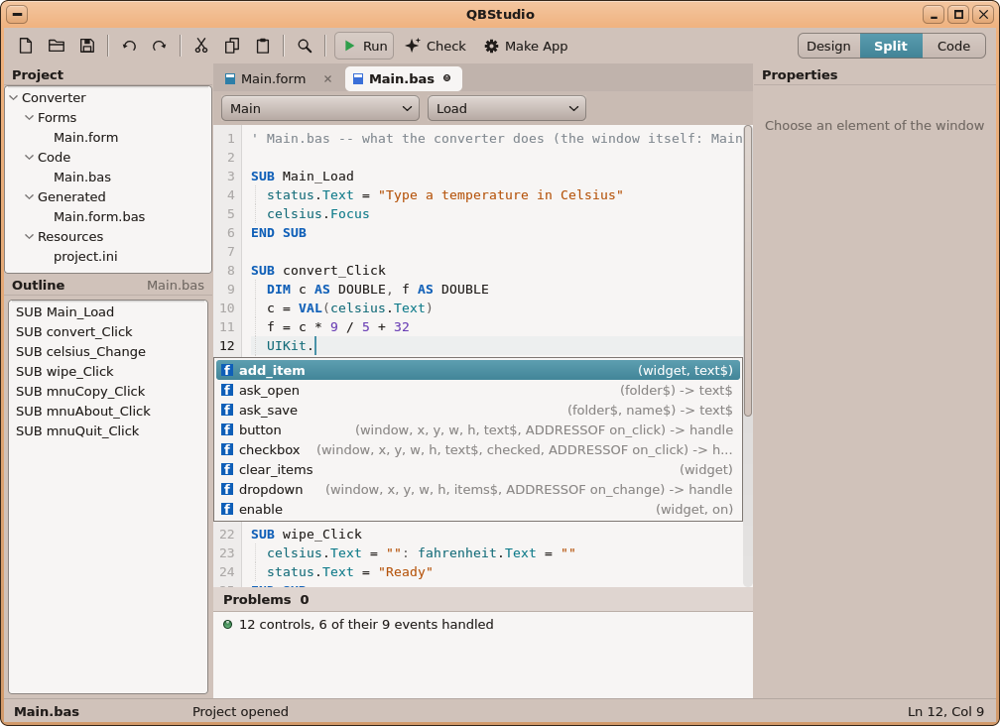 QBStudio
Run Check Make App Design Split Code
Project
Converter
Forms
Main.form
Code
Main.bas
Generated
Main.form.bas
Resources
project.ini
Outline Main.bas
SUB Main_Load
SUB convert_Click
SUB celsius_Change
SUB wipe_Click
SUB mnuCopy_Click
SUB mnuAbout_Click
SUB mnuQuit_Click
Main.form × Main.bas
Main Load
1 ' Main.bas -- what the converter does (the window itself: Main
2
3 SUB Main_Load
4 status.Text = "Type a temperature in Celsius"
5 celsius.Focus
6 END SUB
7
8 SUB convert_Click
9 DIM c AS DOUBLE, f AS DOUBLE
10 c = VAL(celsius.Text)
11 f = c * 9 / 5 + 32
12 UIKit.
f add_item (widget, text$)
f ask_open (folder$) -> text$
f ask_save (folder$, name$) -> text$
f button (window, x, y, w, h, text$, ADDRESSOF on_click) -> handle
f checkbox (window, x, y, w, h, text$, checked, ADDRESSOF on_click) -> h...
f clear_items (widget)
f dropdown (window, x, y, w, h, items$, ADDRESSOF on_change) -> handle
f enable (window, on)
22 SUB wipe_Click
23 celsius.Text = "": fahrenheit.Text = ""
24 status.Text = "Ready"
Problems 0
12 controls, 6 of their 9 events handled
Properties
Choose an element of the window
Main.bas Project opened Ln 12, Col 9